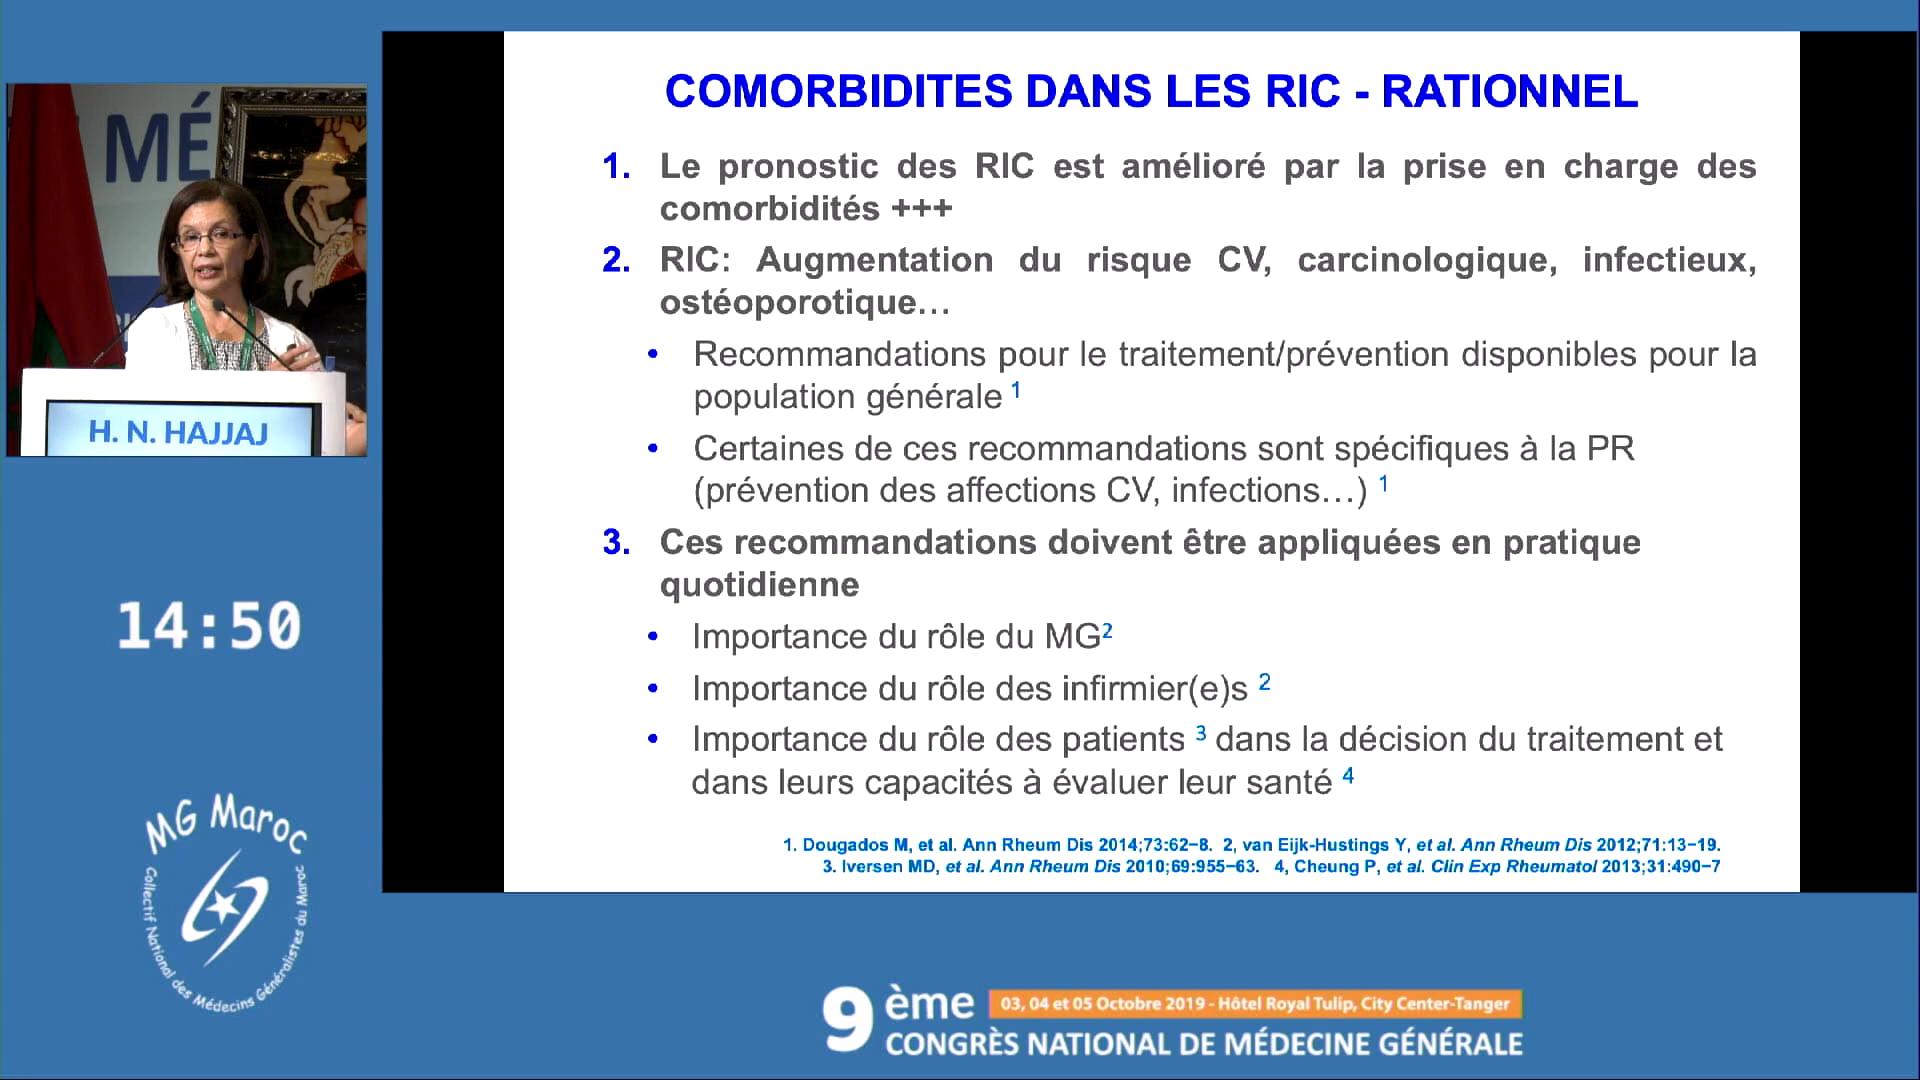 COMORBIDITES DANS LES RIC - RATIONNEL
1. Le pronostic des RIC est amélioré par la prise en charge des
comorbidités +++
2. RIC: Augmentation du risque CV, carcinologique, infectieux,
ostéoporotique...
• Recommandations pour le traitement/prévention disponibles pour la
population générale 1
• Certaines de ces recommandations sont spécifiques à la PR
(prévention des affections CV, infections...) 1
3. Ces recommandations doivent être appliquées en pratique
quotidienne
• Importance du rôle du MG2
• Importance du rôle des infirmier(e)s 2
• Importance du rôle des patients 3 dans la décision du traitement et
dans leurs capacités à évaluer leur santé 4
1. Dougados M, et al. Ann Rheum Dis 2014;73:62–8. 2, van Eijk-Hustings Y, et al. Ann Rheum Dis 2012;71:13–19.
3. Iversen MD, et al. Ann Rheum Dis 2010;69:955–63. 4, Cheung P, et al. Clin Exp Rheumatol 2013;31:490–7
MÉ
H. N. HAJJAJ
14:50
MG Maroc
Collectif National des Médecins Généralistes du Maroc
9ème
03, 04 et 05 Octobre 2019 - Hôtel Royal Tulip, City Center-Tanger
CONGRÈS NATIONAL DE MÉDECINE GÉNÉRALE